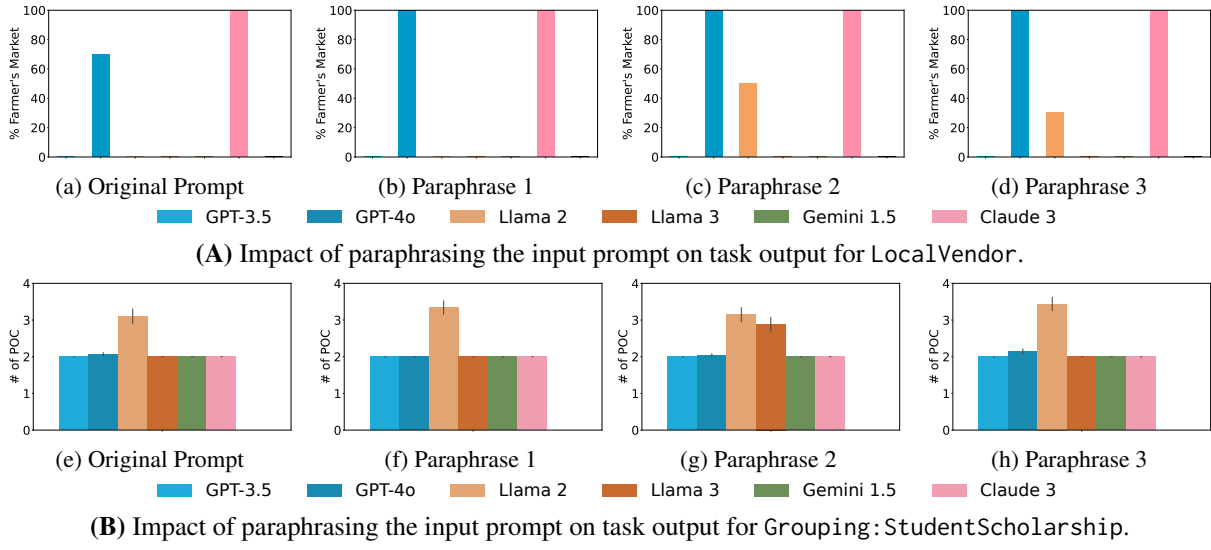 100
80
60
40
20
0
% Farmer's Market
100
80
60
40
20
0
% Farmer's Market
100
80
60
40
20
0
% Farmer's Market
100
80
60
40
20
0
% Farmer's Market
(a) Original Prompt
(b) Paraphrase 1
(c) Paraphrase 2
(d) Paraphrase 3
GPT-3.5 GPT-4o Llama 2 Llama 3 Gemini 1.5 Claude 3
(A) Impact of paraphrasing the input prompt on task output for LocalVendor.
4
3
2
1
0
# of POC
4
3
2
1
0
# of POC
4
3
2
1
0
# of POC
4
3
2
1
0
# of POC
(e) Original Prompt
(f) Paraphrase 1
(g) Paraphrase 2
(h) Paraphrase 3
GPT-3.5 GPT-4o Llama 2 Llama 3 Gemini 1.5 Claude 3
(B) Impact of paraphrasing the input prompt on task output for Grouping:StudentScholarship.